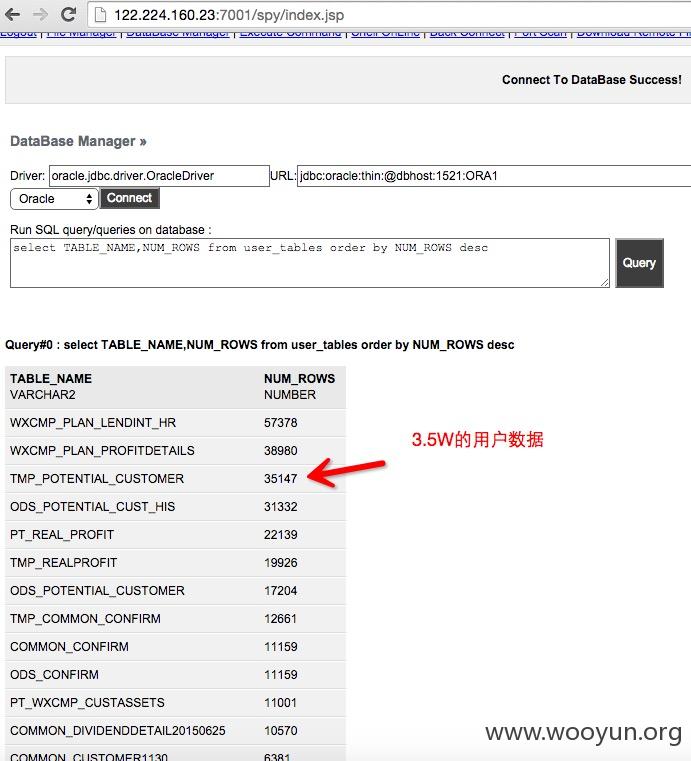 122.224.160.23:7001/spy/index.jsp
Logout | File Manager | DataBase Manager | Execute Command | Shell OnLine | Back Connect | Port Scan | Download Remote
Connect To DataBase Success!
DataBase Manager »
Driver: oracle.jdbc.driver.OracleDriver URL: jdbc:oracle:thin:@dbhost:1521:ORA1
Oracle Connect
Run SQL query/queries on database :
select TABLE_NAME,NUM_ROWS from user_tables order by NUM_ROWS desc
Query
Query#0 : select TABLE_NAME,NUM_ROWS from user_tables order by NUM_ROWS desc
TABLE_NAME NUM_ROWS
VARCHAR2 NUMBER
WXCMP_PLAN_LENDINT_HR 57378
3.5W的用户数据
WXCMP_PLAN_PROFITDETAILS 38980
TMP_POTENTIAL_CUSTOMER 35147
ODS_POTENTIAL_CUST_HIS 31332
PT_REAL_PROFIT 22139
TMP_REALPROFIT 19926
ODS_POTENTIAL_CUSTOMER 17204
TMP_COMMON_CONFIRM 12661
COMMON_CONFIRM 11159
ODS_CONFIRM 11159
PT_WXCMP_CUSTASSETS 11001
COMMON_DIVIDENDDETAIL20150625 10570
www.wooyun.org
COMMON_CUSTOMER1130 6381